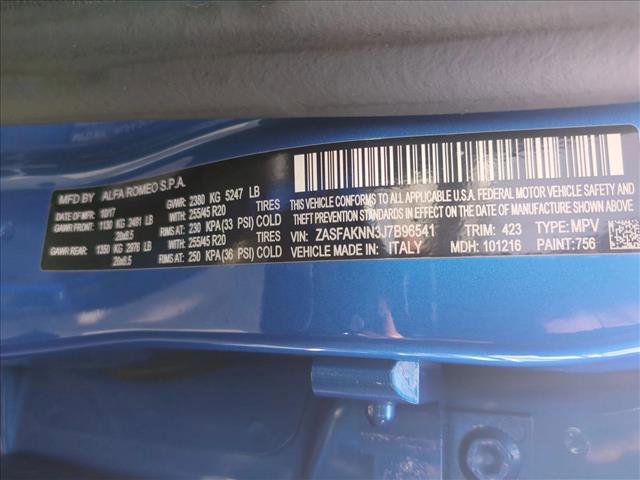 MFD BY ALFA ROMEO S.P.A.
DATE OF MFR: 10/17 GVWR: 2380 KG 5247 LB
GAWR FRONT: 1130 KG 2491 LB WITH: 255/45 R20 TIRES
20x8.5 RIMS AT: 230 KPA (33 PSI) COLD
GAWR REAR: 1350 KG 2976 LB WITH: 255/45 R20 TIRES
20x8.5 RIMS AT: 250 KPA (36 PSI) COLD
THIS VEHICLE CONFORMS TO ALL APPLICABLE U.S.A. FEDERAL MOTOR VEHICLE SAFETY AND
THEFT PREVENTION STANDARDS IN EFFECT ON THE DATE OF MANUFACTURE SHOWN ABOVE.
VIN: ZASFAKNN3J7B96541 TRIM: 423 TYPE: MPV
VEHICLE MADE IN: ITALY MDH: 101216 PAINT: 756